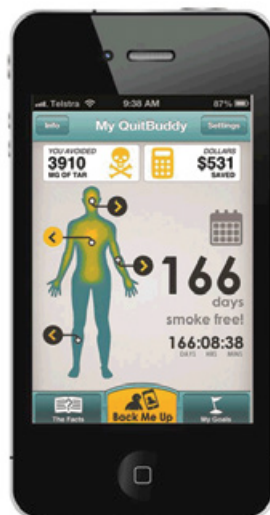 Telstra 9:38 AM 87%
Info My QuitBuddy Settings
YOU AVOIDED
3910
MG OF TAR
DOLLARS
$531
SAVED
166
days
smoke free!
166:08:38
DAYS HRS MINS
The Facts Back Me Up My Goals